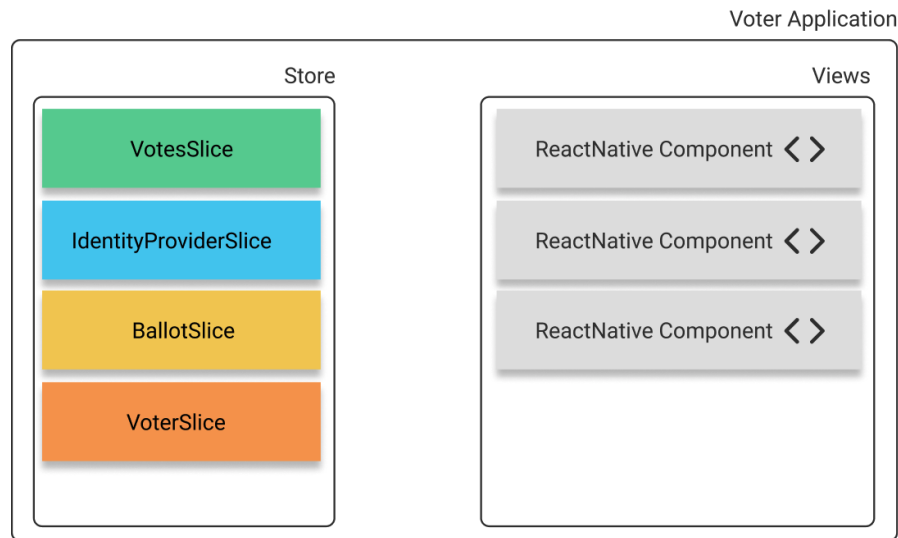 Voter Application
Store
Views
VotesSlice
ReactNative Component < >
IdentityProviderSlice
ReactNative Component < >
BallotSlice
ReactNative Component < >
VoterSlice